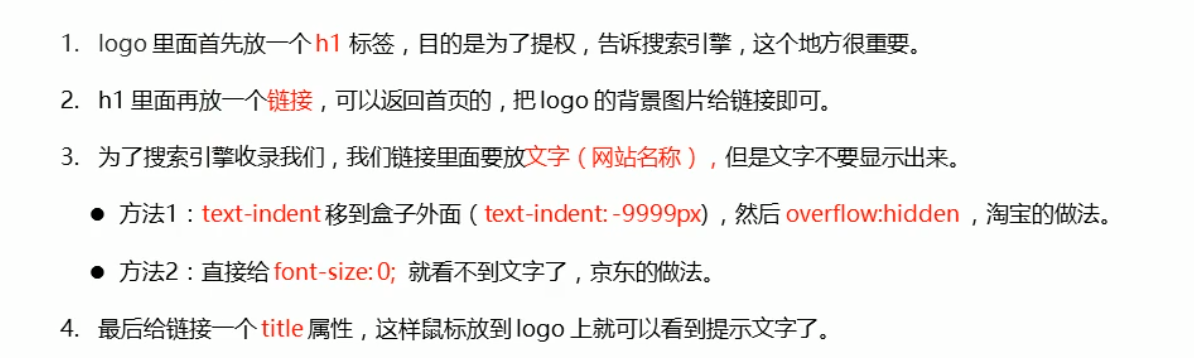 1. logo 里面首先放一个 h1 标签，目的是为了提权，告诉搜索引擎，这个地方很重要。
2. h1 里面再放一个链接，可以返回首页的，把 logo 的背景图片给链接即可。
3. 为了搜索引擎收录我们，我们链接里面要放文字（网站名称），但是文字不要显示出来。
● 方法1：text-indent 移到盒子外面（text-indent: -9999px)，然后 overflow:hidden ，淘宝的做法。
● 方法2：直接给 font-size: 0; 就看不到文字了，京东的做法。
4. 最后给链接一个 title 属性，这样鼠标放到 logo 上就可以看到提示文字了。